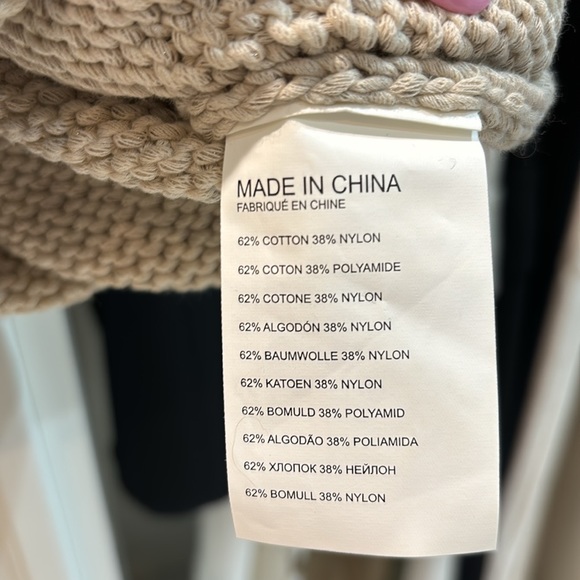 MADE IN CHINA
FABRIQUÉ EN CHINE
62% COTTON 38% NYLON
62% COTON 38% POLYAMIDE
62% COTONE 38% NYLON
62% ALGODÓN 38% NYLON
62% BAUMWOLLE 38% NYLON
62% KATOEN 38% NYLON
62% BOMULD 38% POLYAMID
62% ALGODÃO 38% POLIAMIDA
62% ХЛОПОК 38% НЕЙЛОН
62% BOMULL 38% NYLON